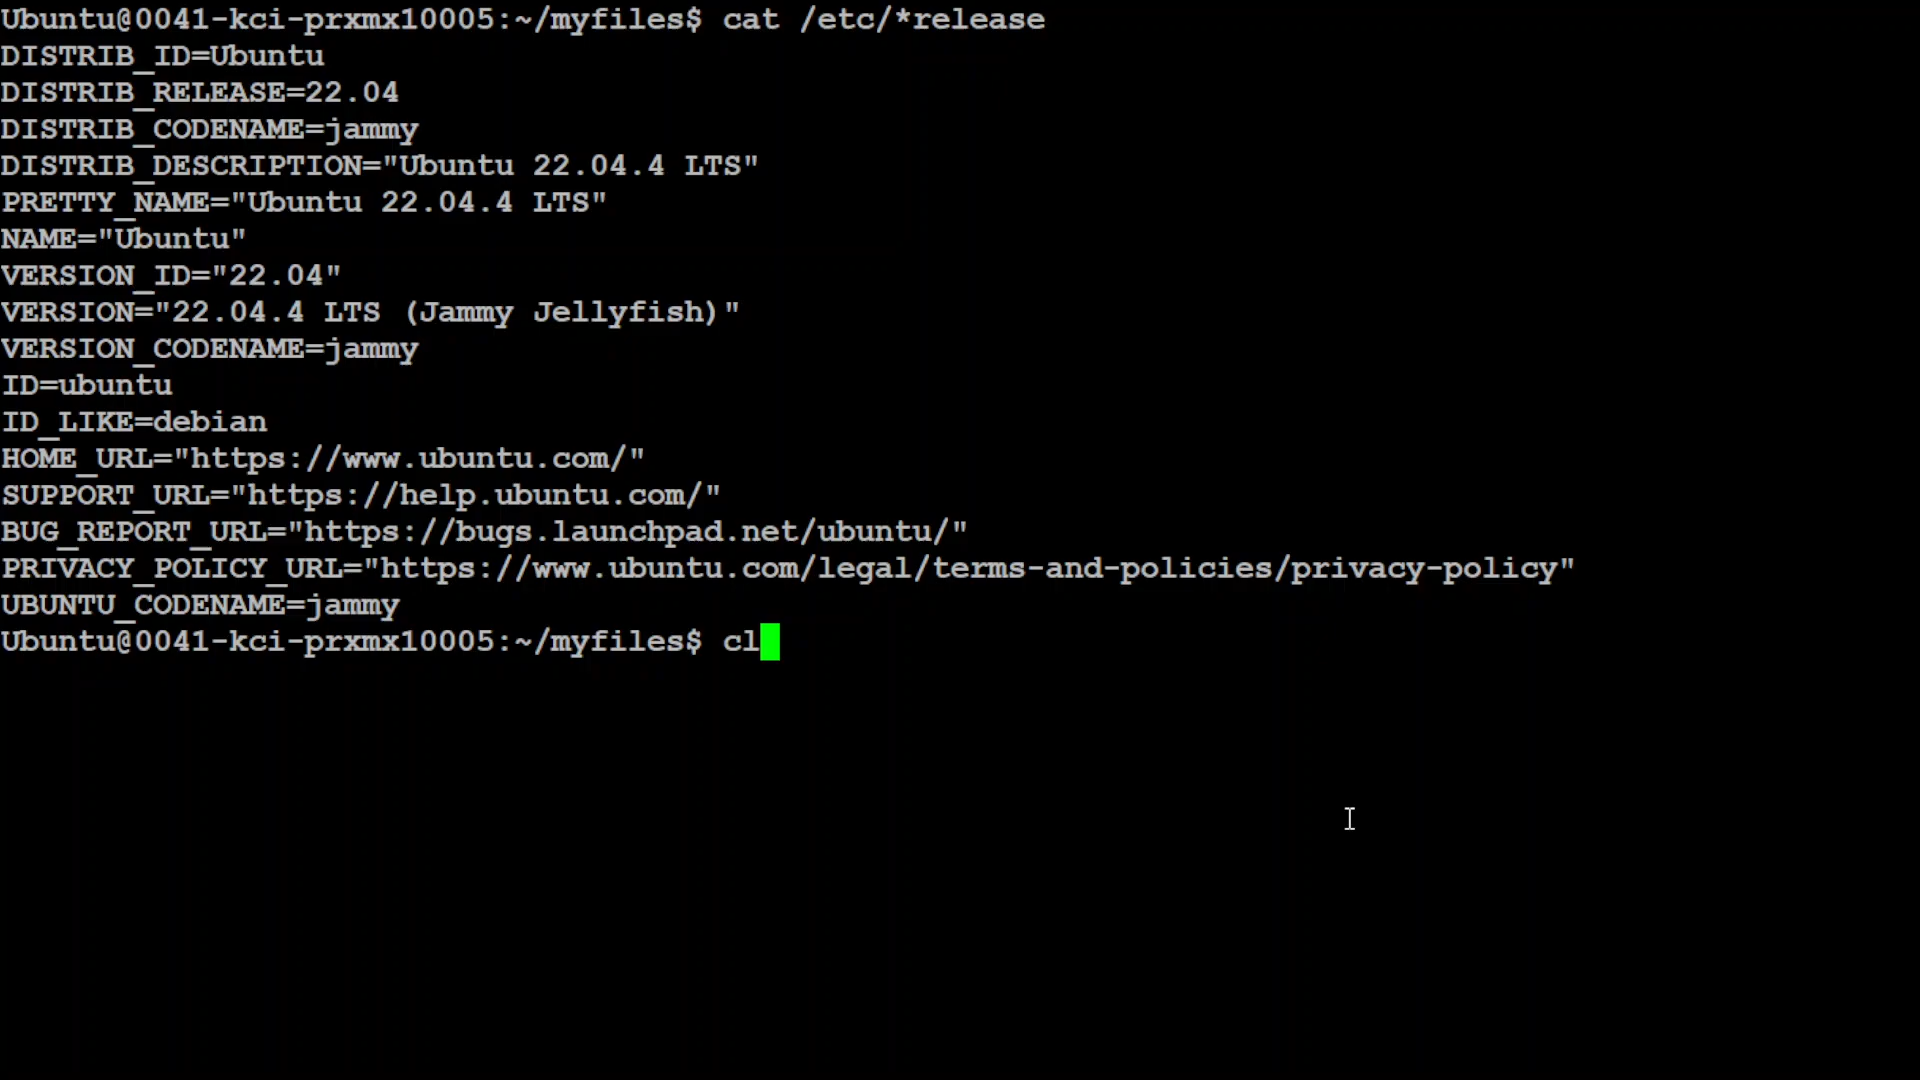 Ubuntu@0041-kci-prxmx10005:~/myfiles$ cat /etc/*release
DISTRIB_ID=Ubuntu
DISTRIB_RELEASE=22.04
DISTRIB_CODENAME=jammy
DISTRIB_DESCRIPTION="Ubuntu 22.04.4 LTS"
PRETTY_NAME="Ubuntu 22.04.4 LTS"
NAME="Ubuntu"
VERSION_ID="22.04"
VERSION="22.04.4 LTS (Jammy Jellyfish)"
VERSION_CODENAME=jammy
ID=ubuntu
ID_LIKE=debian
HOME_URL="https://www.ubuntu.com/"
SUPPORT_URL="https://help.ubuntu.com/"
BUG_REPORT_URL="https://bugs.launchpad.net/ubuntu/"
PRIVACY_POLICY_URL="https://www.ubuntu.com/legal/terms-and-policies/privacy-policy"
UBUNTU_CODENAME=jammy
Ubuntu@0041-kci-prxmx10005:~/myfiles$ cl